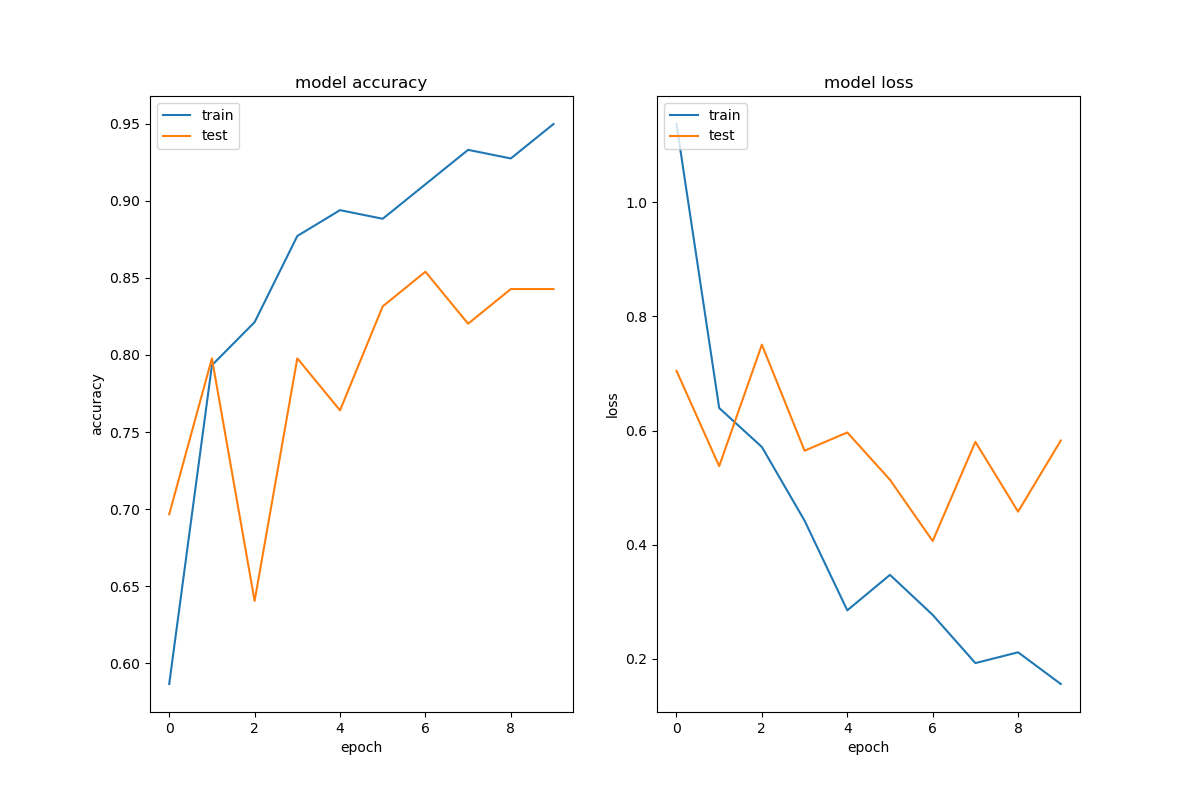 model accuracy
train
test
0.95
0.90
0.85
0.80
0.75
0.70
0.65
0.60
accuracy
0 2 4 6 8
epoch
model loss
train
test
1.0
0.8
0.6
0.4
0.2
loss
0 2 4 6 8
epoch